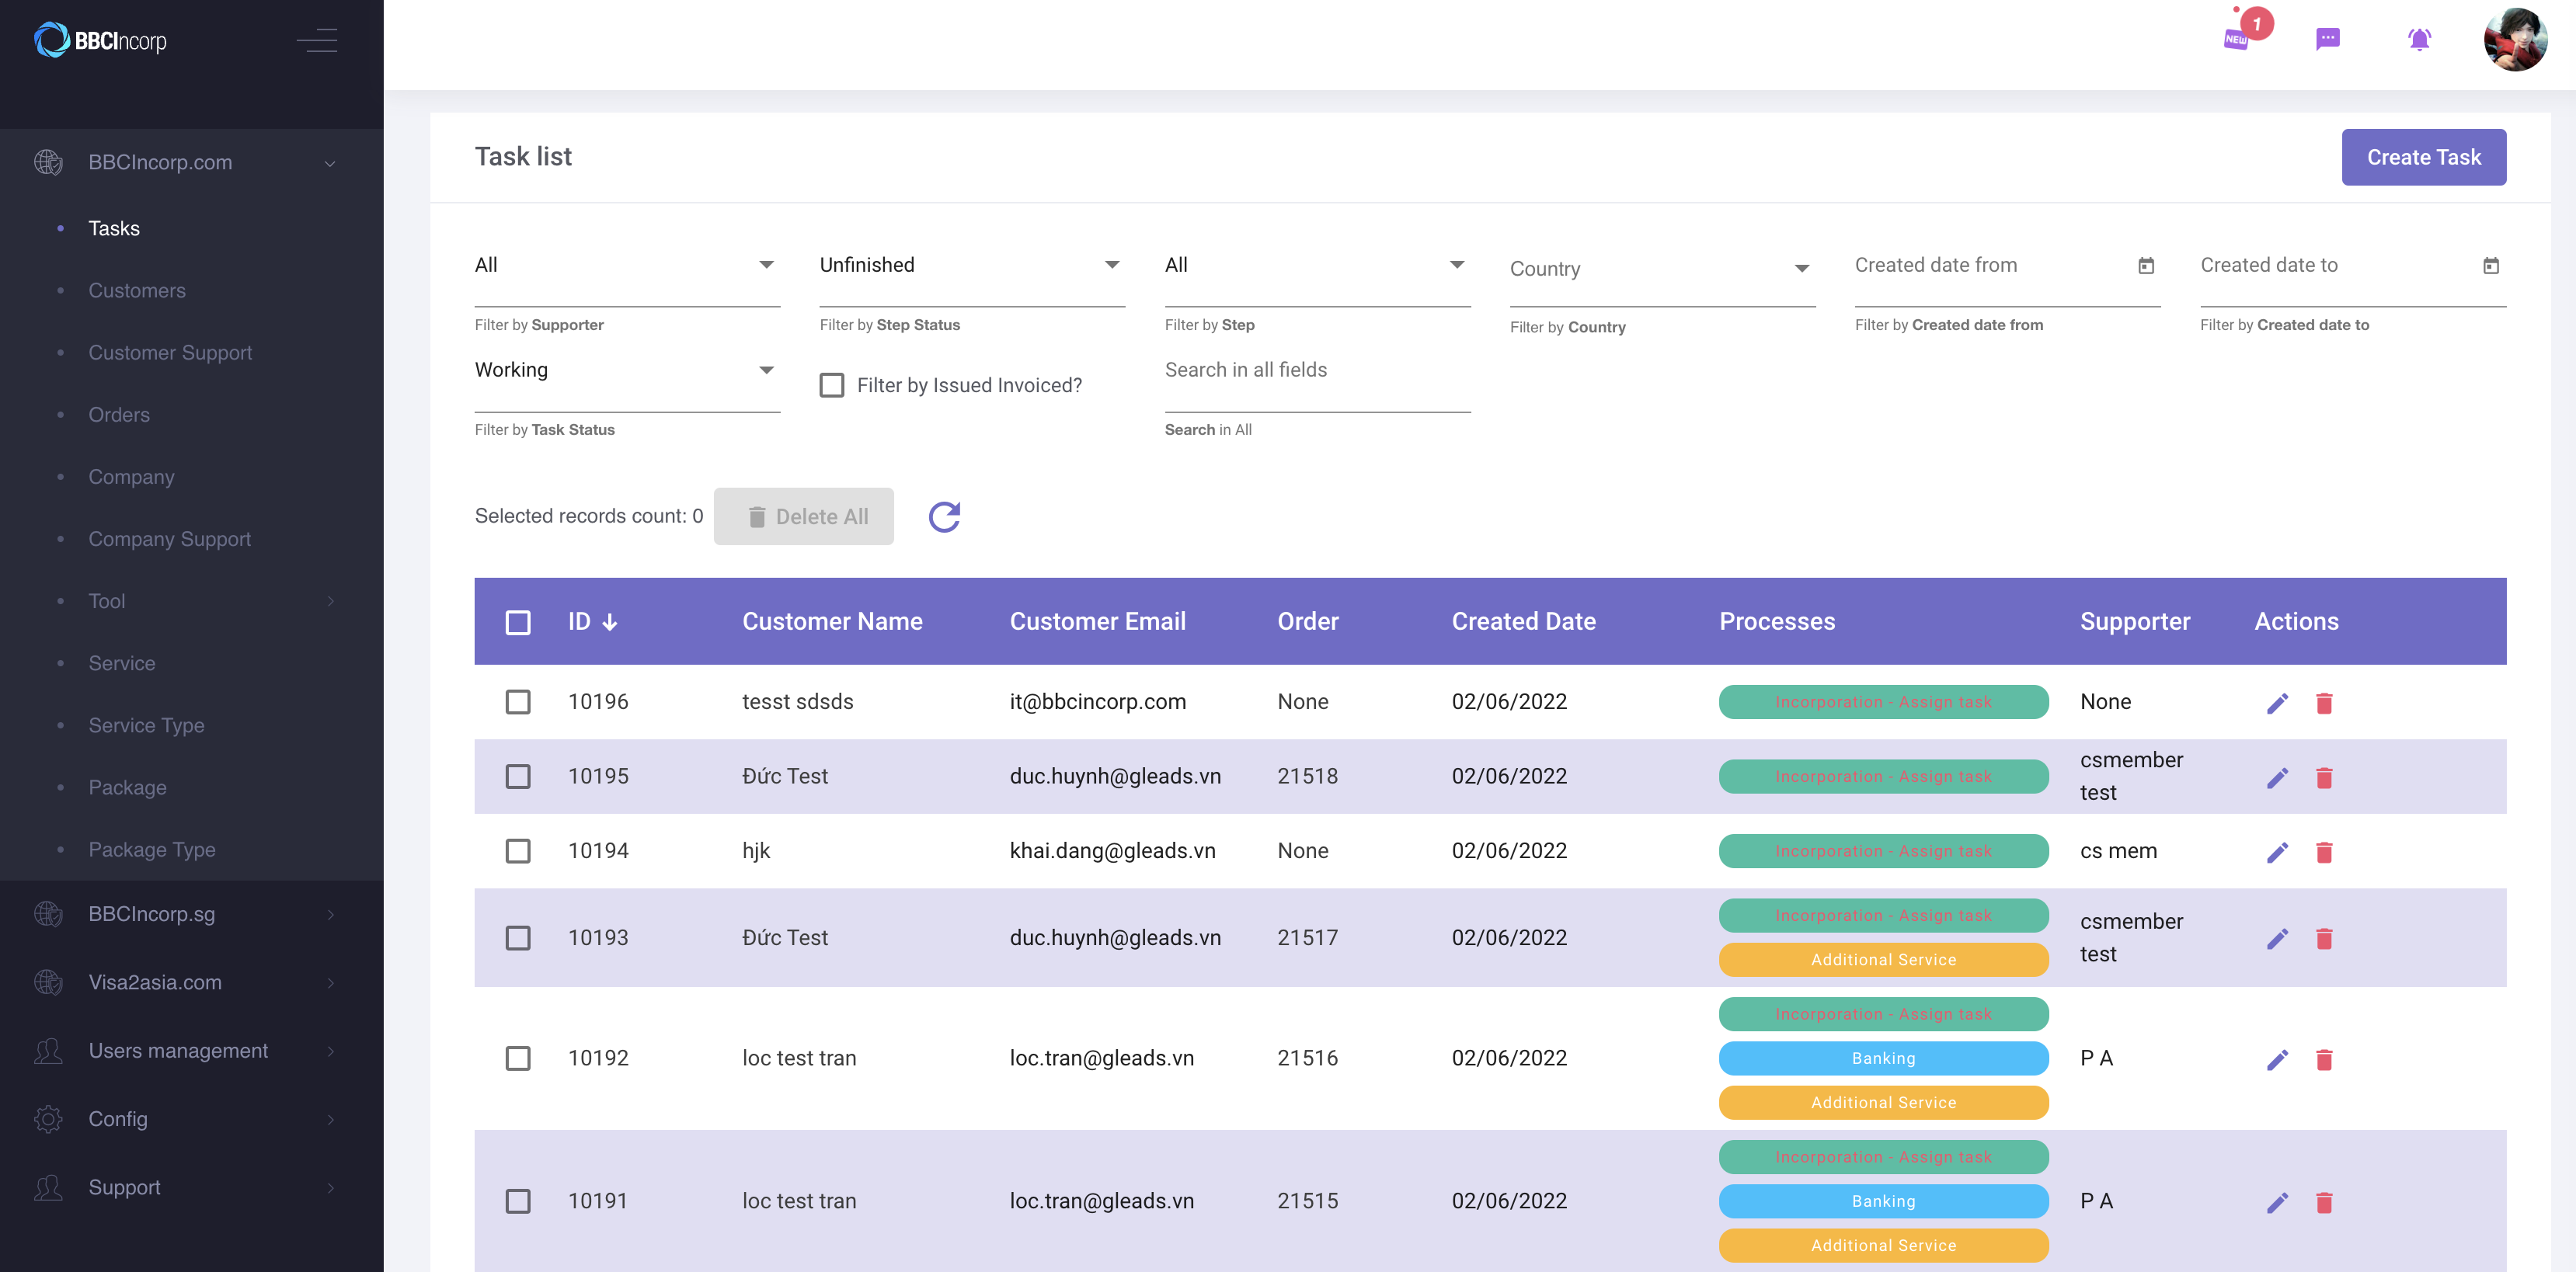 BBCIncorp
NEW
1
BBCIncorp.com
Tasks
Customers
Customer Support
Orders
Company
Company Support
Tool
Service
Service Type
Package
Package Type
BBCIncorp.sg
Visa2asia.com
Users management
Config
Support
Task list
Create Task
All
Unfinished
All
Country
Created date from
Created date to
Filter by Supporter
Filter by Step Status
Filter by Step
Filter by Country
Filter by Created date from
Filter by Created date to
Working
Filter by Issued Invoiced?
Search in all fields
Filter by Task Status
Search in All
Selected records count: 0
Delete All
ID Customer Name Customer Email Order Created Date Processes Supporter Actions
10196 tesst sdsds it@bbcincorp.com None 02/06/2022 Incorporation - Assign task None
10195 Đức Test duc.huynh@gleads.vn 21518 02/06/2022 Incorporation - Assign task csmember
test
10194 hjk khai.dang@gleads.vn None 02/06/2022 Incorporation - Assign task cs mem
10193 Đức Test duc.huynh@gleads.vn 21517 02/06/2022 Incorporation - Assign task csmember
Additional Service test
10192 loc test tran loc.tran@gleads.vn 21516 02/06/2022 Incorporation - Assign task P A
Banking
Additional Service
10191 loc test tran loc.tran@gleads.vn 21515 02/06/2022 Incorporation - Assign task P A
Banking
Additional Service